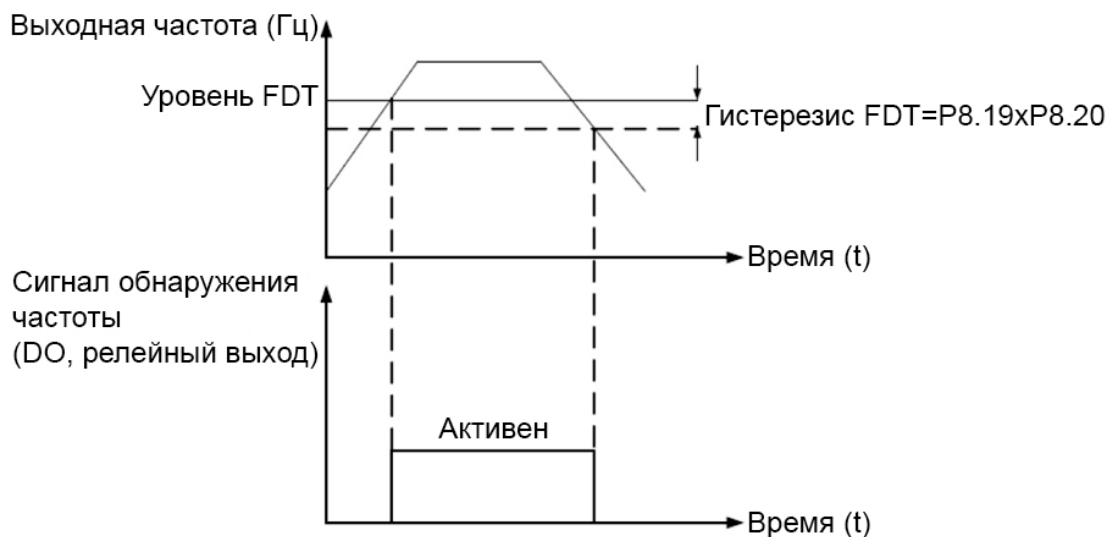 Выходная частота (Гц)
Уровень FDT
Гистерезис FDT=P8.19xP8.20
Время (t)
Сигнал обнаружения
частоты
(DO, релейный выход)
Активен
Время (t)